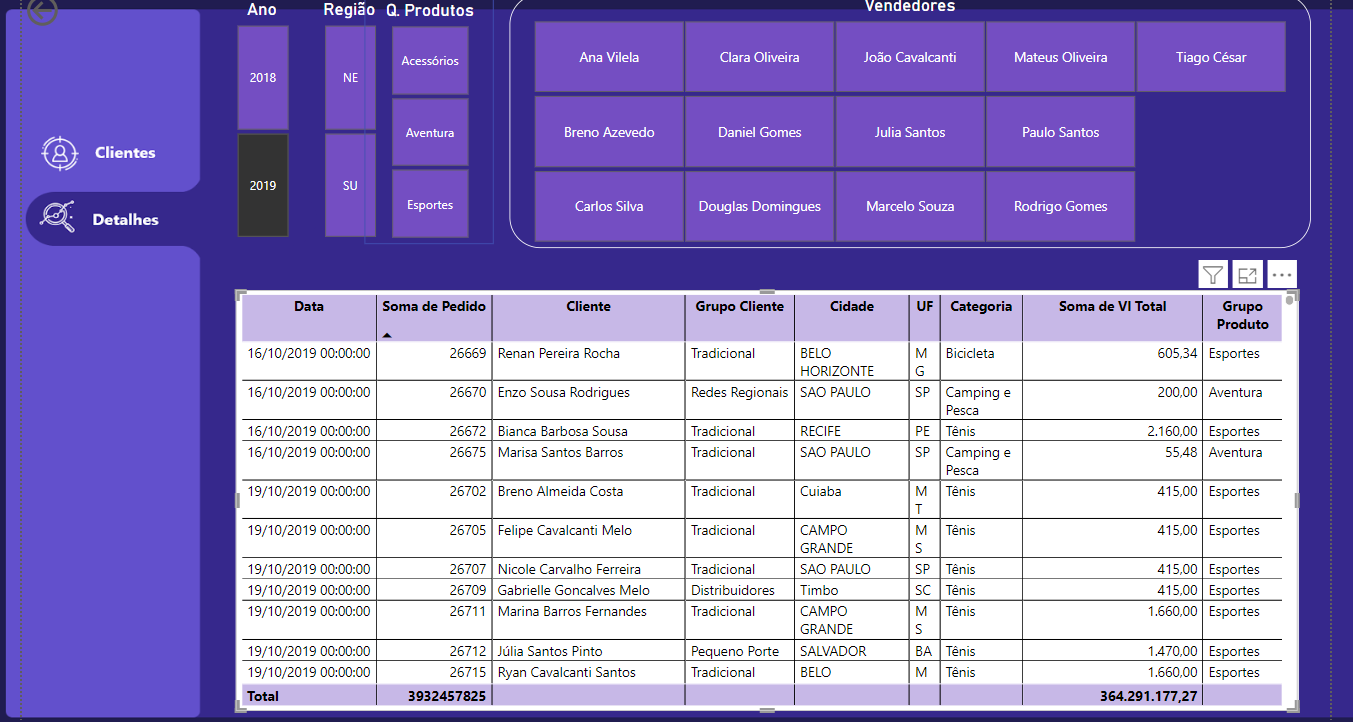 Ano Região Q. Produtos Vendedores
Clientes
Detalhes
2018
2019
NE
SU
Acessórios
Aventura
Esportes
Ana Vilela Clara Oliveira João Cavalcanti Mateus Oliveira Tiago César
Breno Azevedo Daniel Gomes Julia Santos Paulo Santos
Carlos Silva Douglas Domingues Marcelo Souza Rodrigo Gomes
Data Soma de Pedido Cliente Grupo Cliente Cidade UF Categoria Soma de Vl Total Grupo
Produto
16/10/2019 00:00:00 26669 Renan Pereira Rocha Tradicional BELO M Bicicleta 605,34 Esportes
HORIZONTE G
16/10/2019 00:00:00 26670 Enzo Sousa Rodrigues Redes Regionais SAO PAULO SP Camping e 200,00 Aventura
Pesca
16/10/2019 00:00:00 26672 Bianca Barbosa Sousa Tradicional RECIFE PE Tênis 2.160,00 Esportes
16/10/2019 00:00:00 26675 Marisa Santos Barros Tradicional SAO PAULO SP Camping e 55,48 Aventura
Pesca
19/10/2019 00:00:00 26702 Breno Almeida Costa Tradicional Cuiaba M Tênis 415,00 Esportes
T
19/10/2019 00:00:00 26705 Felipe Cavalcanti Melo Tradicional CAMPO M Tênis 415,00 Esportes
GRANDE S
19/10/2019 00:00:00 26707 Nicole Carvalho Ferreira Tradicional SAO PAULO SP Tênis 415,00 Esportes
19/10/2019 00:00:00 26709 Gabrielle Goncalves Melo Distribuidores Timbo SC Tênis 415,00 Esportes
19/10/2019 00:00:00 26711 Marina Barros Fernandes Tradicional CAMPO M Tênis 1.660,00 Esportes
GRANDE S
19/10/2019 00:00:00 26712 Júlia Santos Pinto Pequeno Porte SALVADOR BA Tênis 1.470,00 Esportes
19/10/2019 00:00:00 26715 Ryan Cavalcanti Santos Tradicional BELO M Tênis 1.660,00 Esportes
Total 3932457825 364.291.177,27